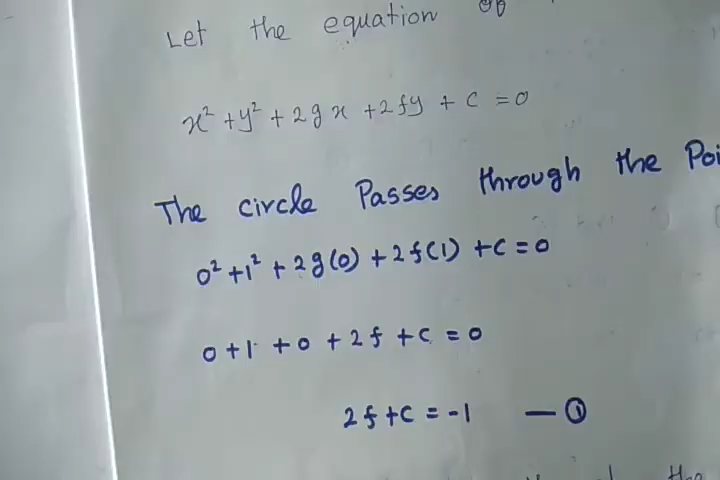 Let the equation of
x² + y² + 2gx + 2fy + c = 0
The circle Passes through the
0² + 1² + 2g(0) + 2f(1) + c = 0
0 + 1 + 0 + 2f + c = 0
2f + c = -1 — ①